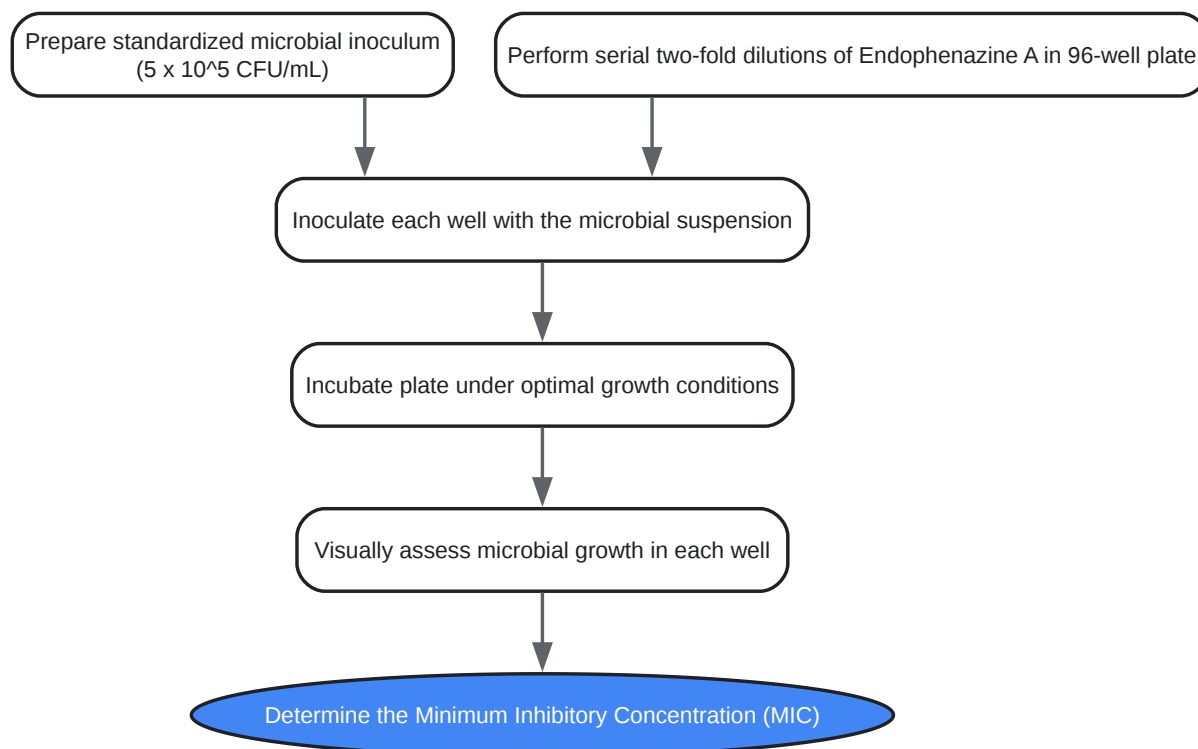 Prepare standardized microbial inoculum
(5 x 10^5 CFU/mL)
Perform serial two-fold dilutions of Endophenazine A in 96-well plate
Inoculate each well with the microbial suspension
Incubate plate under optimal growth conditions
Visually assess microbial growth in each well
Determine the Minimum Inhibitory Concentration (MIC)